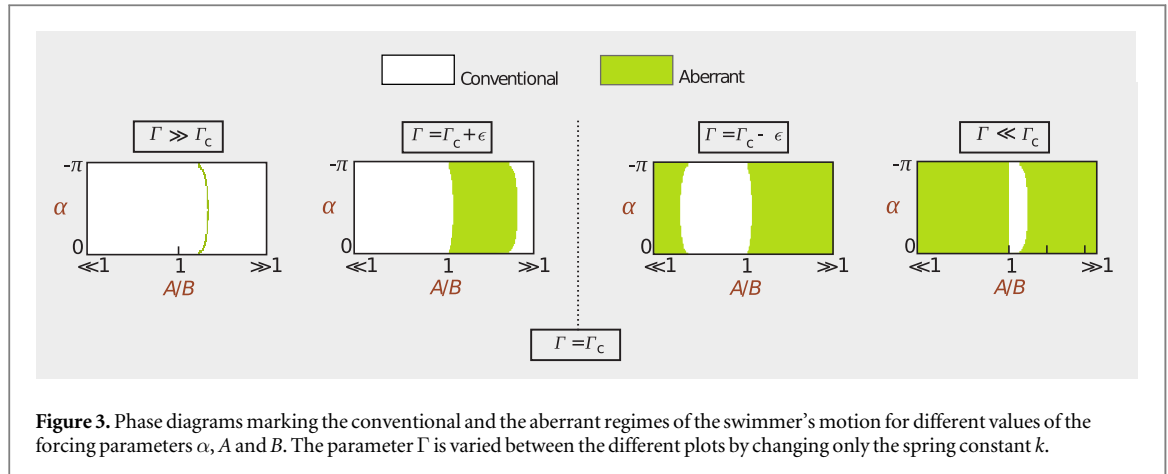 Conventional
Aberrant
Γ ≫ Γc
Γ = Γc + ϵ
Γ = Γc - ϵ
Γ ≪ Γc
-π
α
0
≪1
1
≫1
A/B
-π
α
0
1
≫1
A/B
-π
α
0
≪1
1
≫1
A/B
-π
α
0
1
≫1
A/B
Γ = Γc
Figure 3. Phase diagrams marking the conventional and the aberrant regimes of the swimmer's motion for different values of the
forcing parameters α, A and B. The parameter Γ is varied between the different plots by changing only the spring constant k.